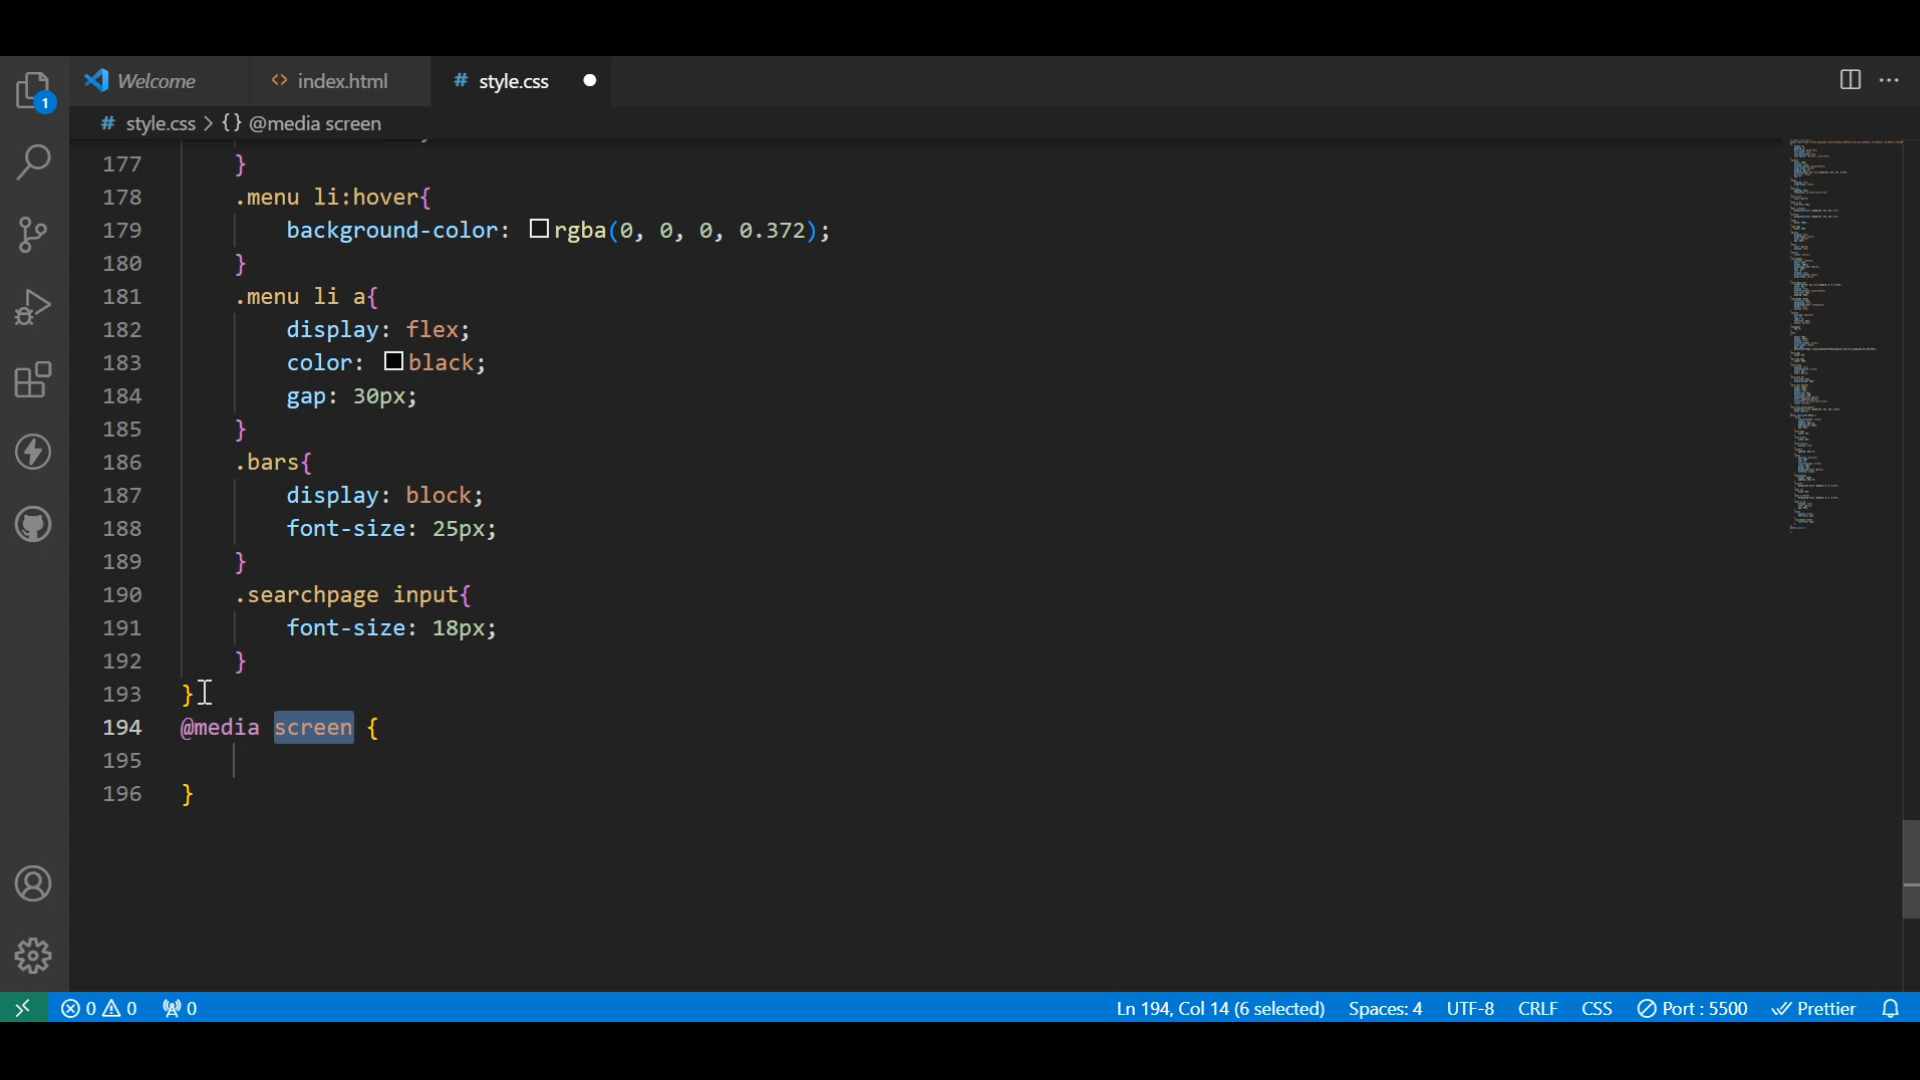 Welcome
index.html
# style.css
# style.css > {} @media screen
1
177 }
178 .menu li:hover{
179 background-color: rgba(0, 0, 0, 0.372);
180 }
181 .menu li a{
182 display: flex;
183 color: black;
184 gap: 30px;
185 }
186 .bars{
187 display: block;
188 font-size: 25px;
189 }
190 .searchpage input{
191 font-size: 18px;
192 }
193 }
194 @media screen {
195
196 }
0 0 0 Ln 194, Col 14 (6 selected) Spaces: 4 UTF-8 CRLF CSS Port : 5500 Prettier